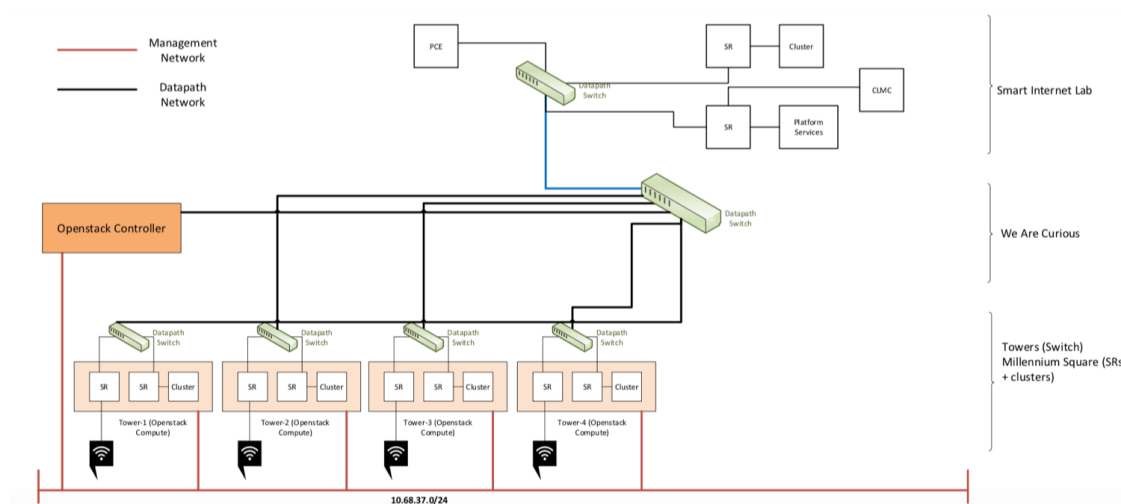 Management
Network
Datapath
Network
PCE
Datapath
Switch
SR
Cluster
CLMC
SR
Platform
Services
Smart Internet Lab
Openstack Controller
Datapath
Switch
We Are Curious
Datapath
Switch
Datapath
Switch
Datapath
Switch
Datapath
Switch
SR
SR
Cluster
SR
SR
Cluster
SR
SR
Cluster
SR
SR
Cluster
Tower-1 (Openstack
Compute)
Tower-2 (Openstack
Compute)
Tower-3 (Openstack
Compute)
Tower-4 (Openstack
Compute)
Towers (Switch)
Millennium Square (SRs
+ clusters)
10.68.37.0/24